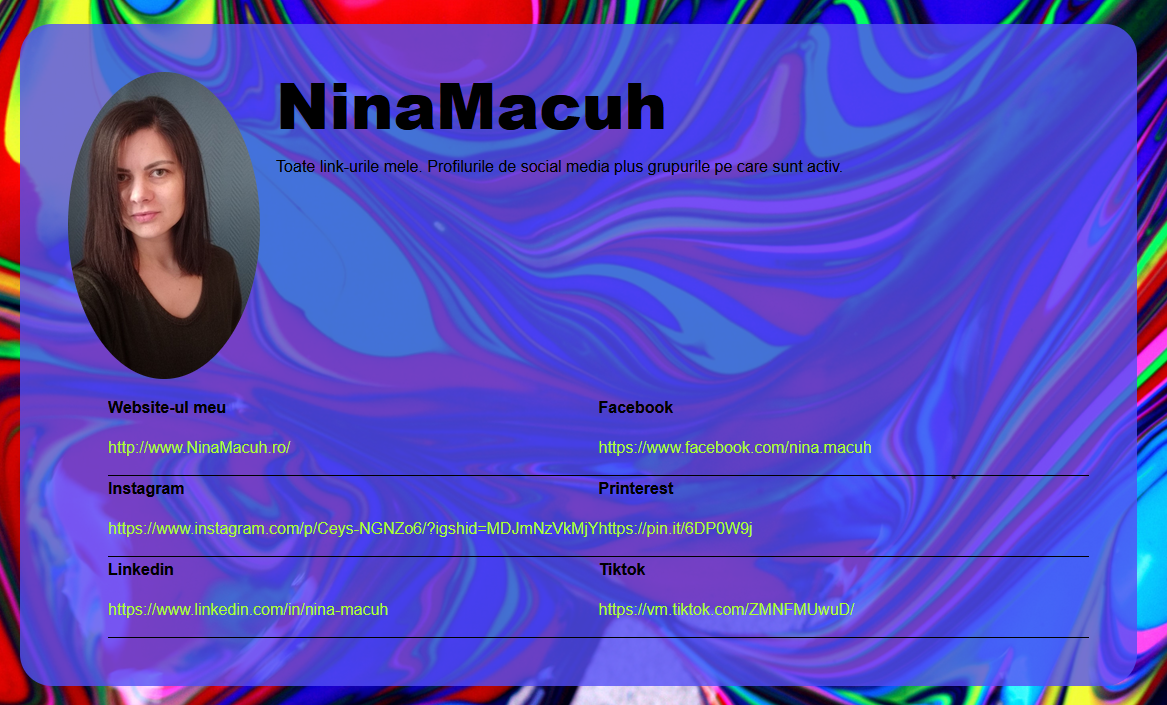 NinaMacuh
Toate link-urile mele. Profilurile de social media plus grupurile pe care sunt activ.
Website-ul meu
http://www.NinaMacuh.ro/
Facebook
https://www.facebook.com/nina.macuh
Instagram
https://www.instagram.com/p/Ceys-NGNZo6/?igshid=MDJmNzVkMjY
Printerest
https://pin.it/6DP0W9j
Linkedin
https://www.linkedin.com/in/nina-macuh
Tiktok
https://vm.tiktok.com/ZMNFMUwuD/